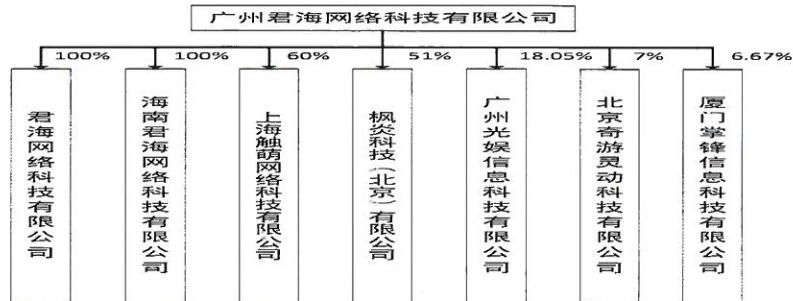 广州君海网络科技有限公司
100%
100%
60%
51%
18.05%
7%
6.67%
君海网络科技有限公司
海南君海网络科技有限公司
上海触萌网络科技有限公司
枫炎科技（北京）有限公司
广州光娱信息科技有限公司
北京奇游灵动科技有限公司
厦门掌锋信息科技有限公司